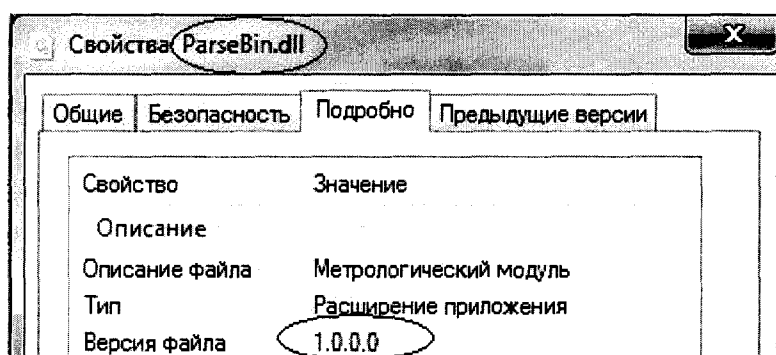 Свойства: ParseBin.dll
Общие Безопасность Подробно Предыдущие версии
Свойство Значение
Описание
Описание файла Метрологический модуль
Тип Расширение приложения
Версия файла 1.0.0.0